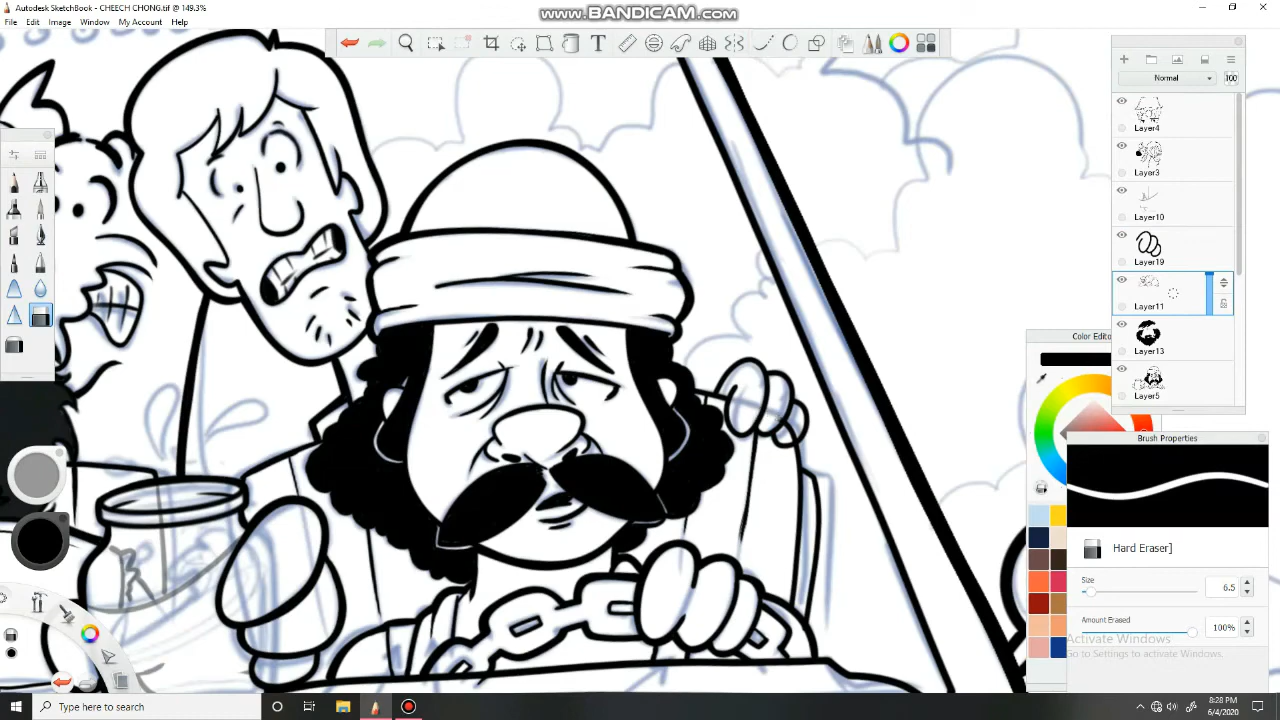 Autodesk SketchBook - CHEECH CHONG.tif @ 149.3%
www.BANDICAM.com
File Edit Image Window My Account Help
T
Normal
100
Layer4
Layer3
Layer10
Layer19
Layer11
Layer13
Layer5
Color Edito
Brush Properties
Hard Eraser]
Size
6.5
Amount Erased
100%
Activate Windows
Go to Settings to activate Windows.
R
Type here to search
8:28 PM
6/4/2020